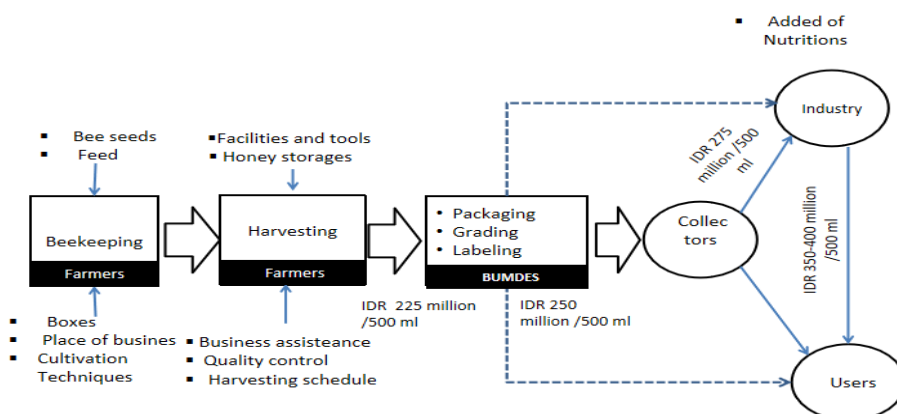 ▪ Added of
Nutritions
Industry
▪ Bee seeds
▪ Feed
▪Facilities and tools
▪ Honey storages
IDR 275
million /500
ml
Beekeeping
Farmers
Harvesting
Farmers
• Packaging
• Grading
• Labeling
BUMDES
Collec
tors
IDR 350-400 million
/500 ml
IDR 225 million
/500 ml
IDR 250
million /500 ml
▪ Boxes
▪ Place of busines
▪ Cultivation
Techniques
▪ Business assisteance
▪ Quality control
▪ Harvesting schedule
Users